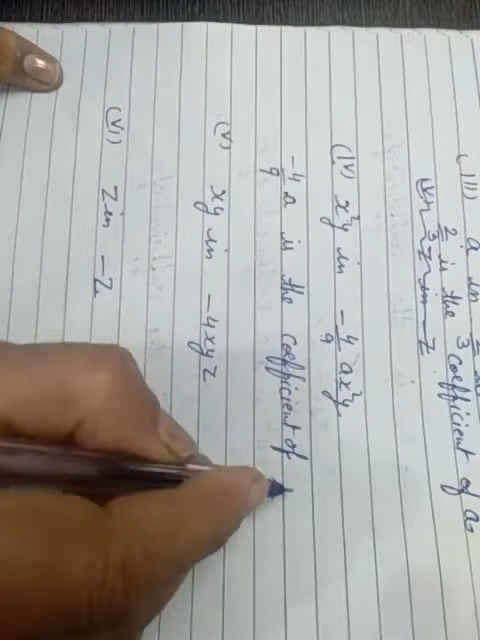 (III) a in
2/3 is the coefficient of a.
(IV) x²y in -4/9 ax²y.
-4/9 a is the coefficient of
(V) xy in -4xyz
(VI) z in -z